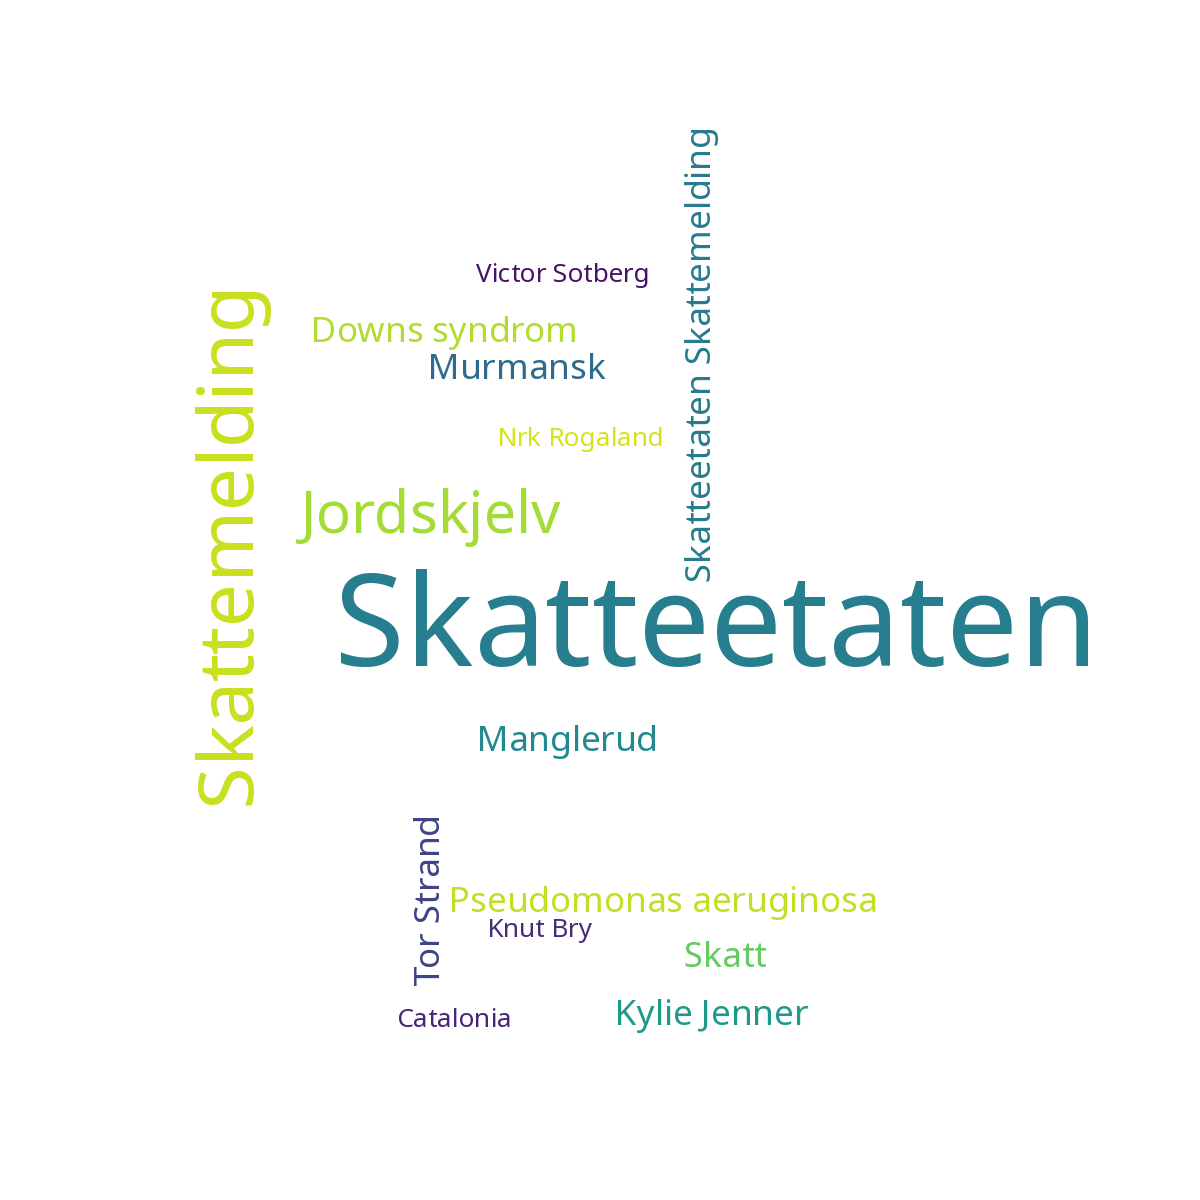 Skatteetaten Skattemelding
Victor Sotberg
Skattemelding
Downs syndrom
Murmansk
Nrk Rogaland
Jordskjelv
Skatteetaten
Manglerud
Tor Strand
Pseudomonas aeruginosa
Knut Bry
Skatt
Kylie Jenner
Catalonia